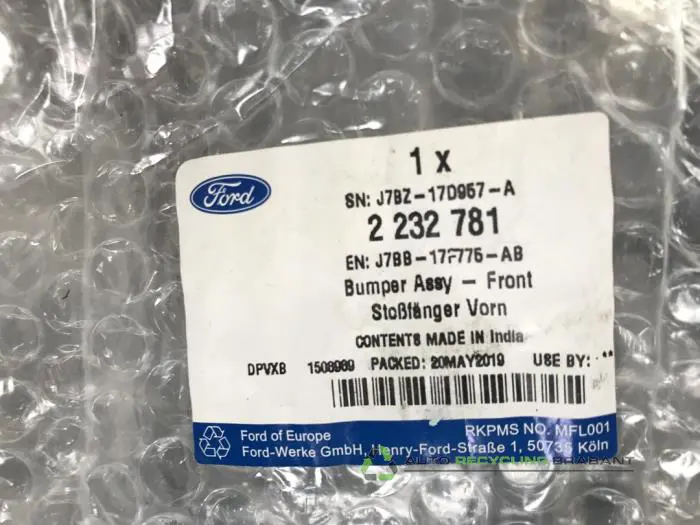 1 x
Ford
SN: J7BZ-17D957-A
2 232 781
EN: J7BB-17F775-AB
Bumper Assy - Front
Stoßfänger Vorn
CONTENTS MADE IN India
DPVXB 1508989 PACKED: 20MAY2019 USE BY: **
Ford of Europe RKPMS NO. MFL001
Ford-Werke GmbH, Henry-Ford-Straße 1, 50735 Köln
AUTO RECYCLING BRABANT